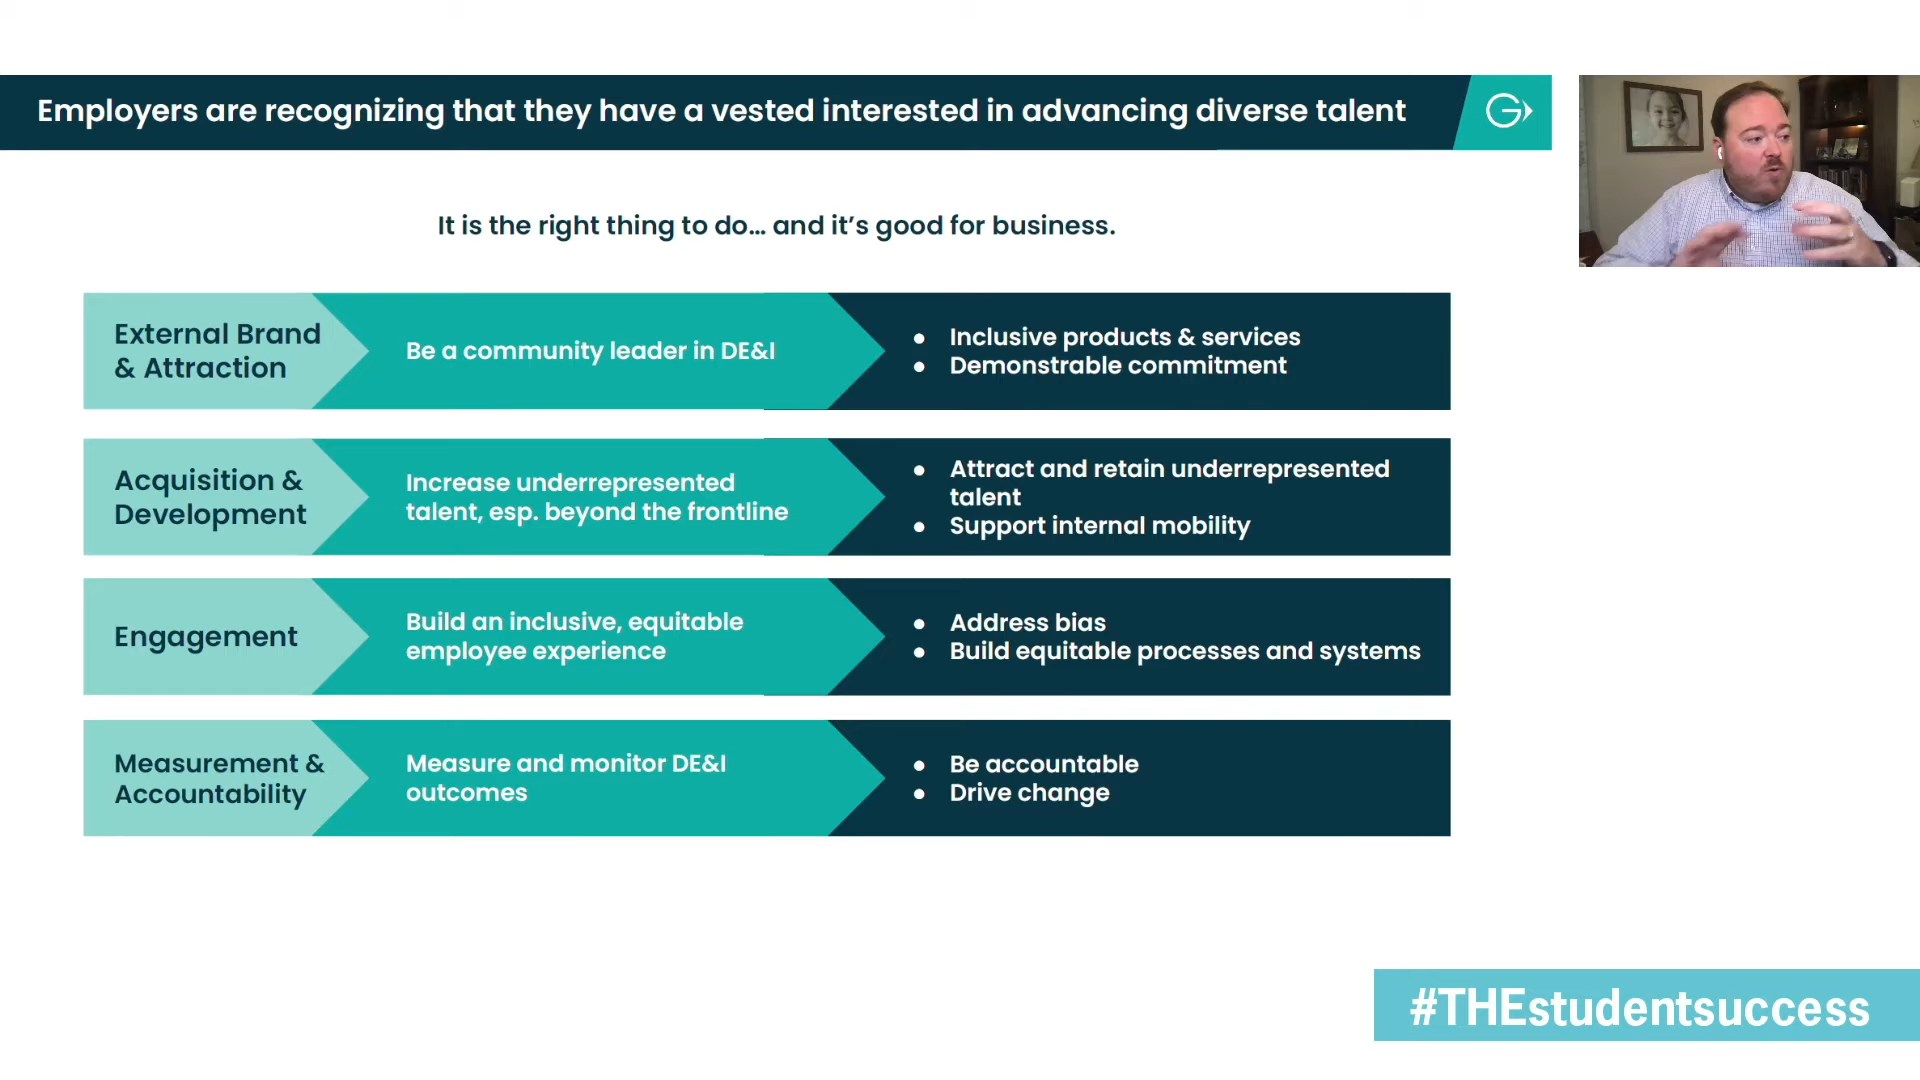 Employers are recognizing that they have a vested interested in advancing diverse talent
It is the right thing to do... and it's good for business.
External Brand
& Attraction
Be a community leader in DE&I
● Inclusive products & services
● Demonstrable commitment
Acquisition &
Development
Increase underrepresented
talent, esp. beyond the frontline
● Attract and retain underrepresented
talent
● Support internal mobility
Engagement
Build an inclusive, equitable
employee experience
● Address bias
● Build equitable processes and systems
Measurement &
Accountability
Measure and monitor DE&I
outcomes
● Be accountable
● Drive change
#THEstudentsuccess